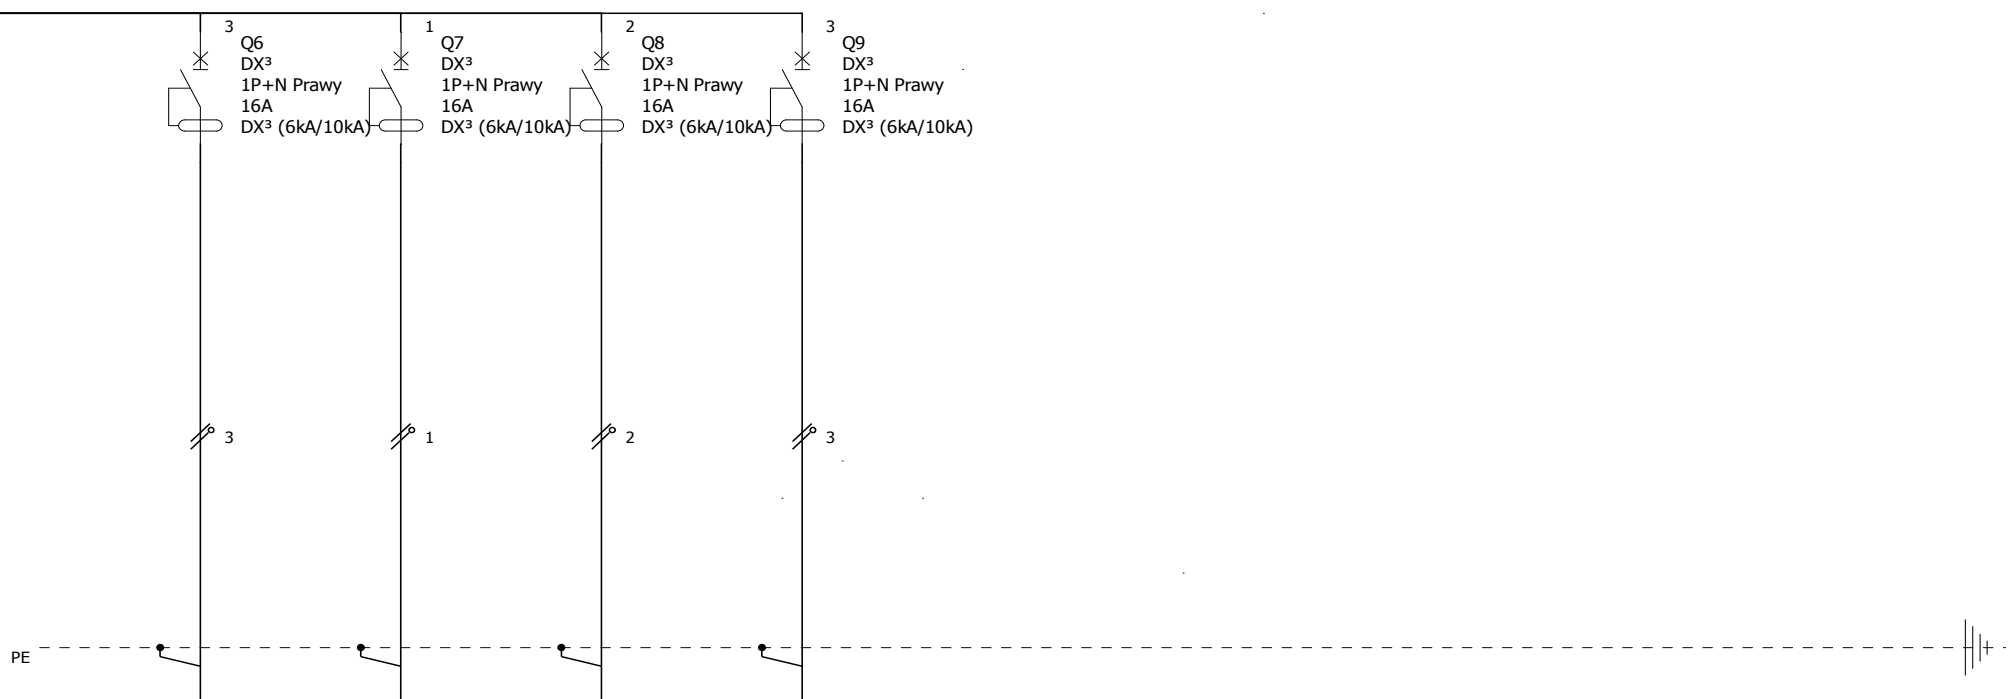 3
Q6
DX³
1P+N Prawy
16A
DX³ (6kA/10kA)
1
Q7
DX³
1P+N Prawy
16A
DX³ (6kA/10kA)
2
Q8
DX³
1P+N Prawy
16A
DX³ (6kA/10kA)
3
Q9
DX³
1P+N Prawy
16A
DX³ (6kA/10kA)
3
1
2
3
PE